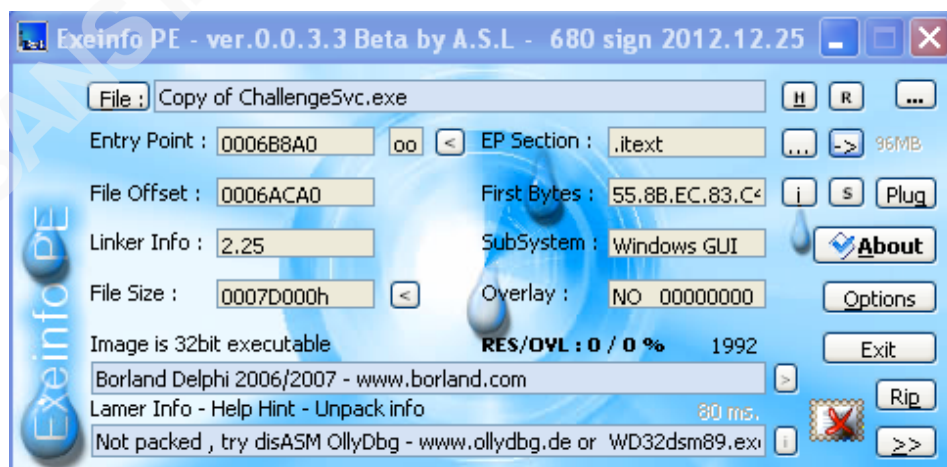 Exeinfo PE - ver.0.0.3.3 Beta by A.S.L - 680 sign 2012.12.25
File : Copy of ChallengeSvc.exe H R ...
Entry Point : 0006B8A0 oo < EP Section : .itext ... -> 96MB
File Offset : 0006ACA0 First Bytes : 55.8B.EC.83.C4 i S Plug
Linker Info : 2.25 SubSystem : Windows GUI About
File Size : 0007D000h < Overlay : NO 00000000 Options
Image is 32bit executable RES/OVL : 0 / 0 % 1992 Exit
Borland Delphi 2006/2007 - www.borland.com >
Lamer Info - Help Hint - Unpack info 80 ms. Rip
Not packed , try disASM OllyDbg - www.ollydbg.de or WD32dsm89.ex i >>
Exeinfo PE